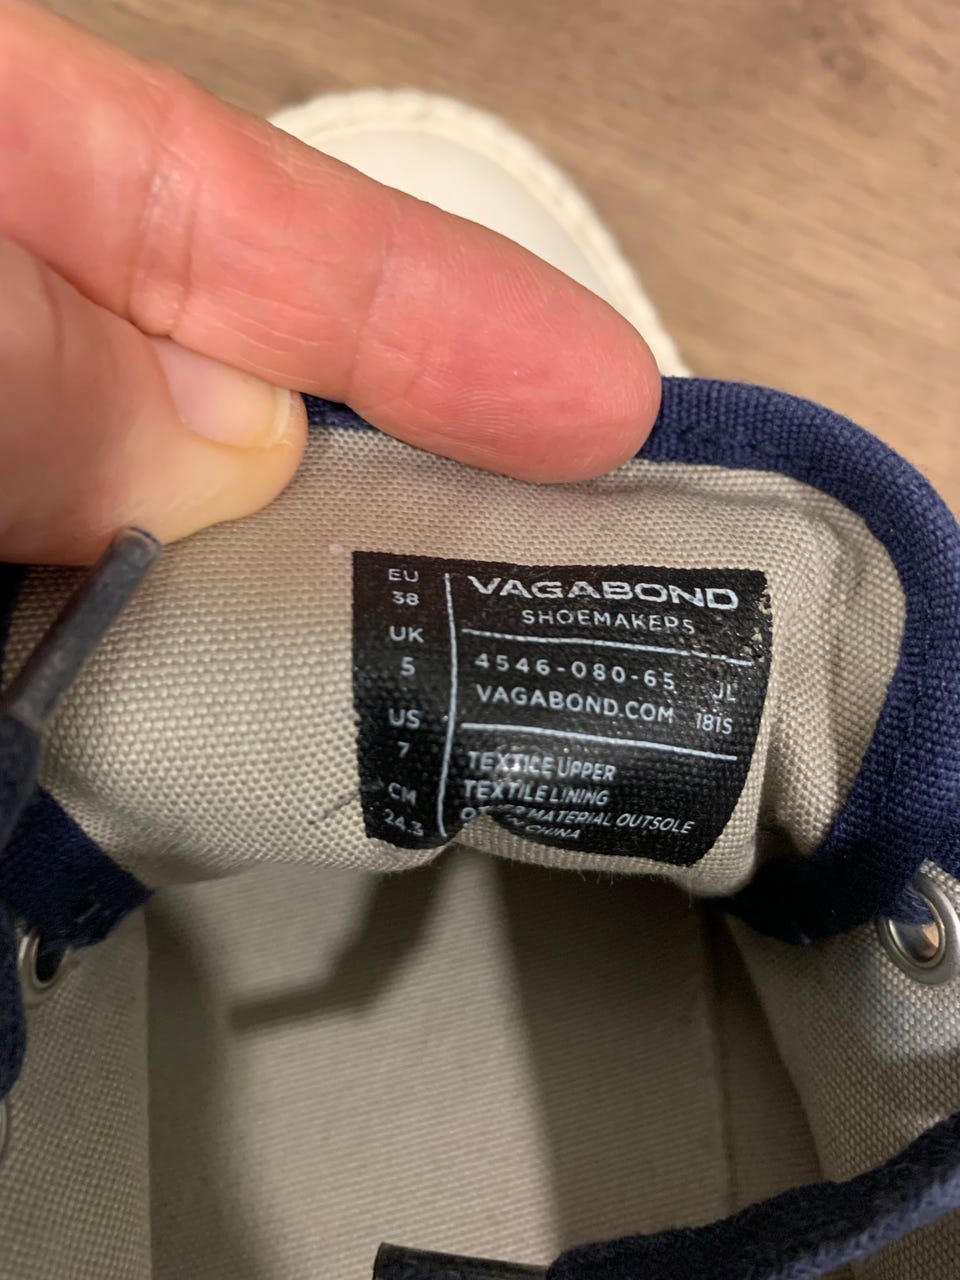 EU
38
UK
5
US
7
CM
24.3
VAGABOND
SHOEMAKERS
4546-080-65 JL
VAGABOND.COM 181S
TEXTILE UPPER
TEXTILE LINING
MATERIAL OUTSOLE
IN CHINA